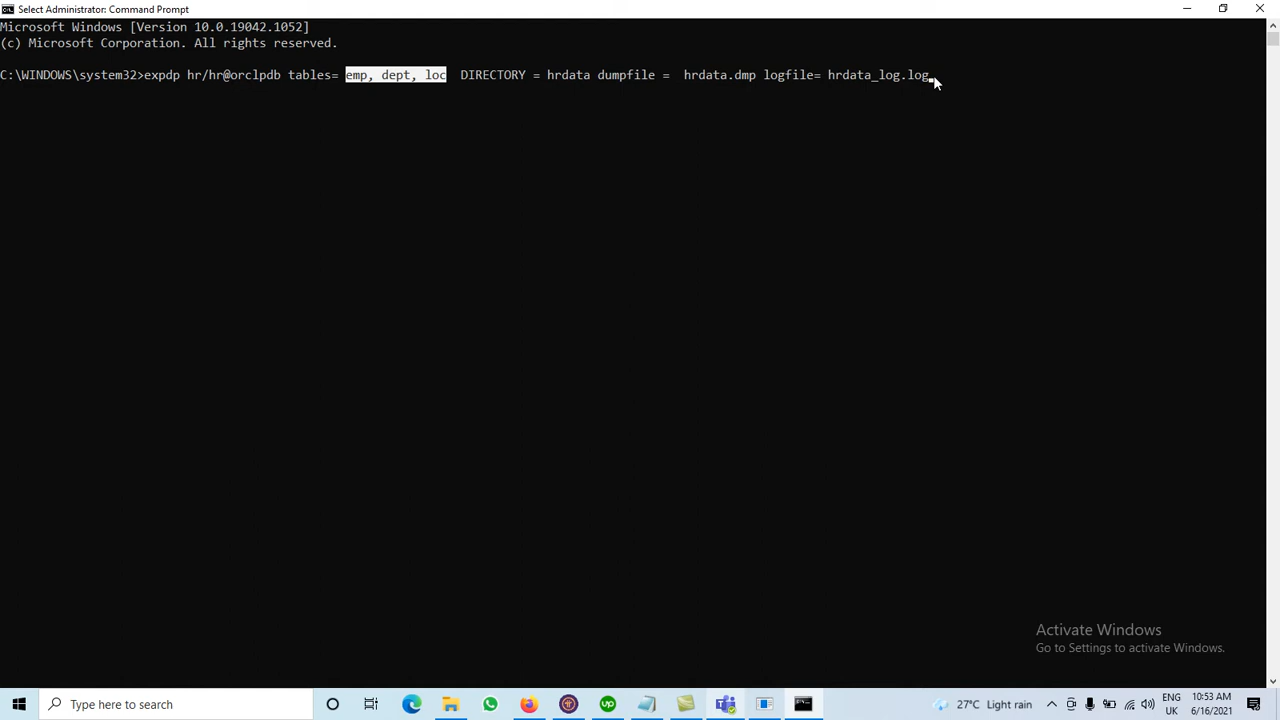 Select Administrator: Command Prompt
Microsoft Windows [Version 10.0.19042.1052]
(c) Microsoft Corporation. All rights reserved.
C:\WINDOWS\system32>expdp hr/hr@orclpdb tables= emp, dept, loc  DIRECTORY = hrdata dumpfile =  hrdata.dmp logfile= hrdata_log.log
Activate Windows
Go to Settings to activate Windows.
Type here to search
up
27°C Light rain
ENG
UK
10:53 AM
6/16/2021